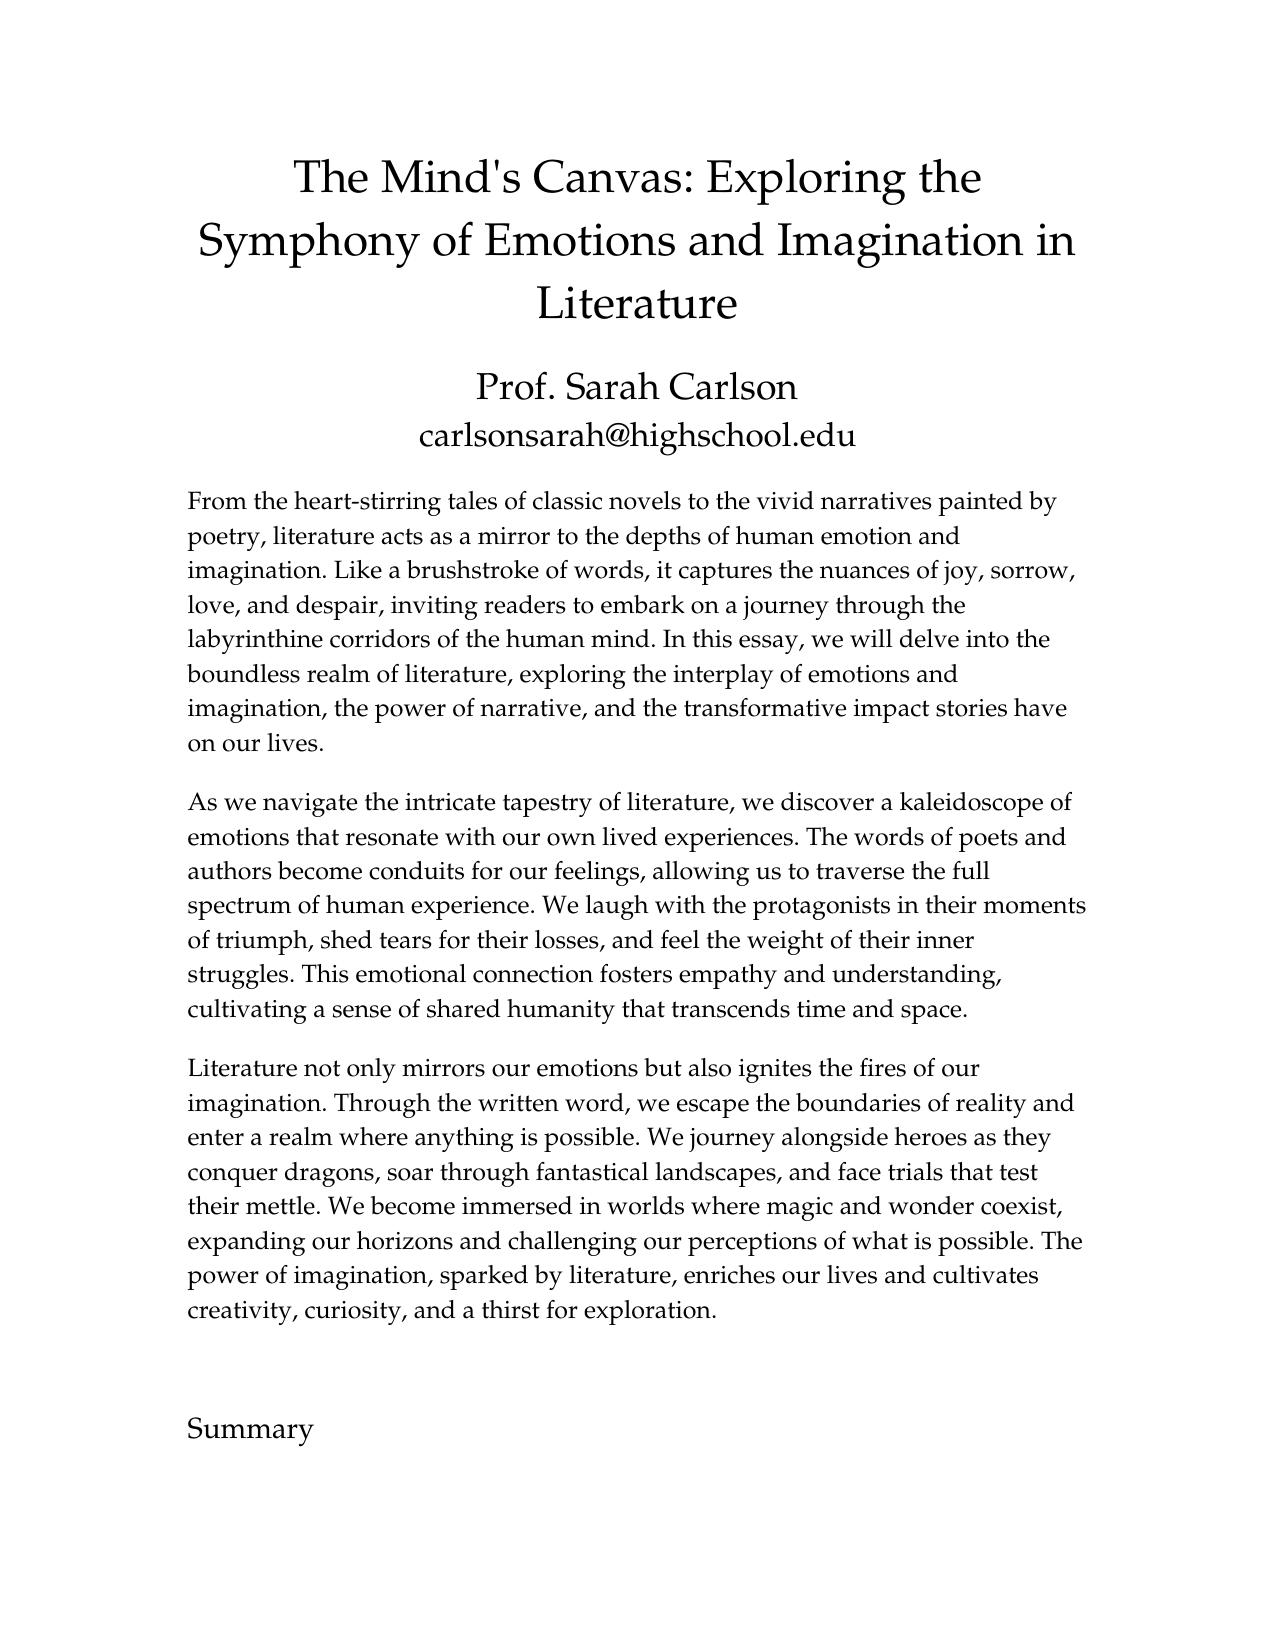 The Mind's Canvas: Exploring the
Symphony of Emotions and Imagination in
Literature
Prof. Sarah Carlson
carlsonsarah@highschool.edu
From the heart-stirring tales of classic novels to the vivid narratives painted by
poetry, literature acts as a mirror to the depths of human emotion and
imagination. Like a brushstroke of words, it captures the nuances of joy, sorrow,
love, and despair, inviting readers to embark on a journey through the
labyrinthine corridors of the human mind. In this essay, we will delve into the
boundless realm of literature, exploring the interplay of emotions and
imagination, the power of narrative, and the transformative impact stories have
on our lives.
As we navigate the intricate tapestry of literature, we discover a kaleidoscope of
emotions that resonate with our own lived experiences. The words of poets and
authors become conduits for our feelings, allowing us to traverse the full
spectrum of human experience. We laugh with the protagonists in their moments
of triumph, shed tears for their losses, and feel the weight of their inner
struggles. This emotional connection fosters empathy and understanding,
cultivating a sense of shared humanity that transcends time and space.
Literature not only mirrors our emotions but also ignites the fires of our
imagination. Through the written word, we escape the boundaries of reality and
enter a realm where anything is possible. We journey alongside heroes as they
conquer dragons, soar through fantastical landscapes, and face trials that test
their mettle. We become immersed in worlds where magic and wonder coexist,
expanding our horizons and challenging our perceptions of what is possible. The
power of imagination, sparked by literature, enriches our lives and cultivates
creativity, curiosity, and a thirst for exploration.
Summary